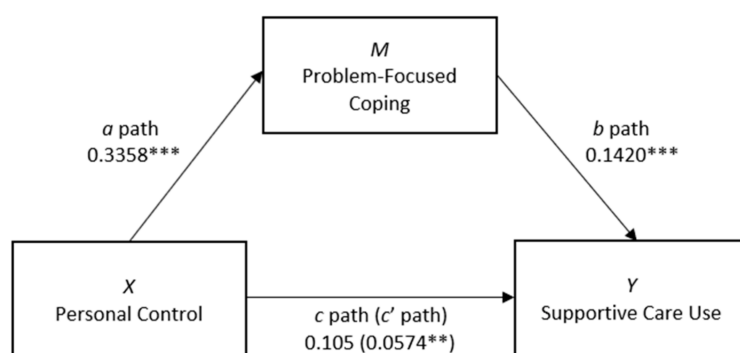 M
Problem-Focused
Coping
a path
0.3358***
b path
0.1420***
X
Personal Control
c path (c' path)
0.105 (0.0574**)
Y
Supportive Care Use